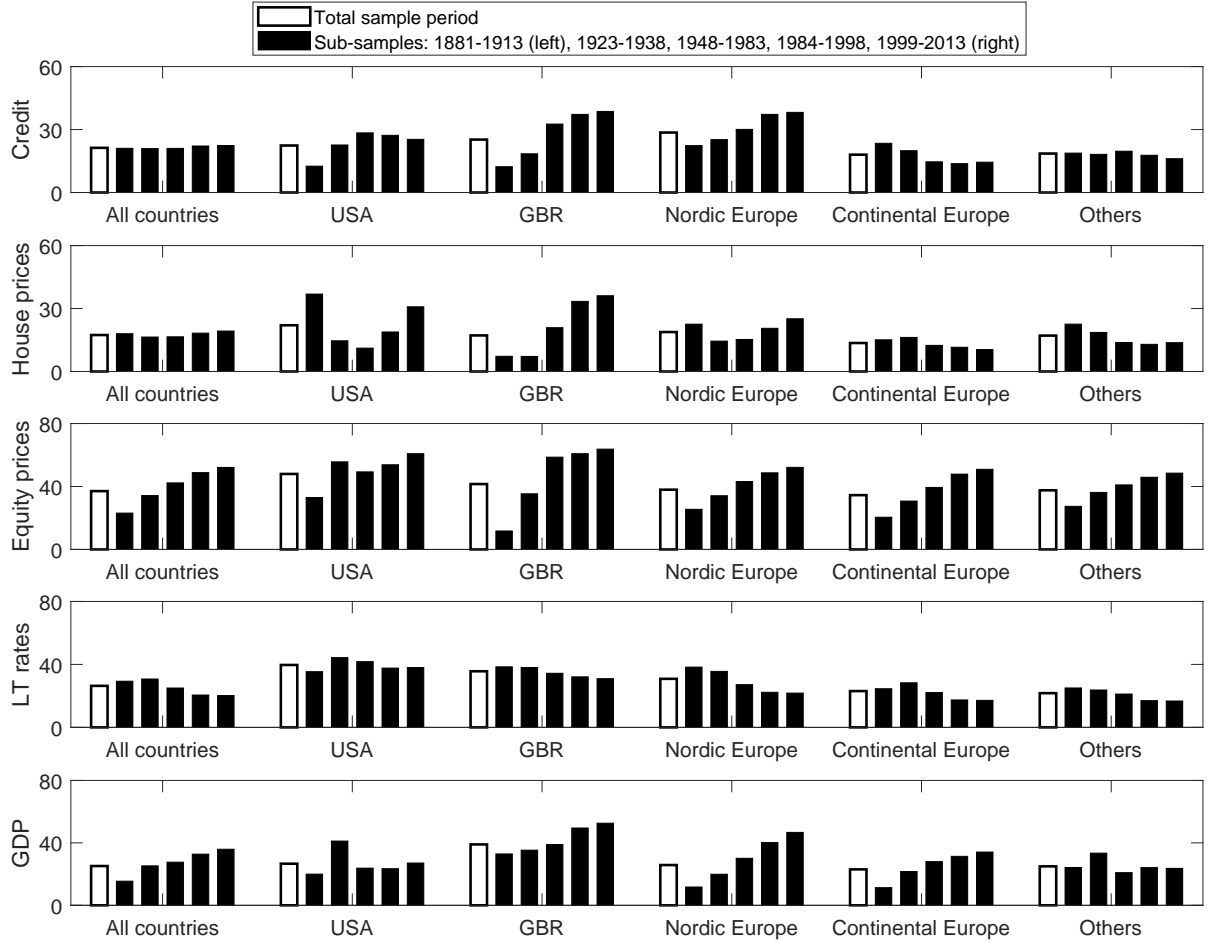 Total sample period
Sub-samples: 1881-1913 (left), 1923-1938, 1948-1983, 1984-1998, 1999-2013 (right)
60
30
0
Credit
All countries USA GBR Nordic Europe Continental Europe Others
60
30
0
House prices
All countries USA GBR Nordic Europe Continental Europe Others
80
40
0
Equity prices
All countries USA GBR Nordic Europe Continental Europe Others
80
40
0
LT rates
All countries USA GBR Nordic Europe Continental Europe Others
80
40
0
GDP
All countries USA GBR Nordic Europe Continental Europe Others